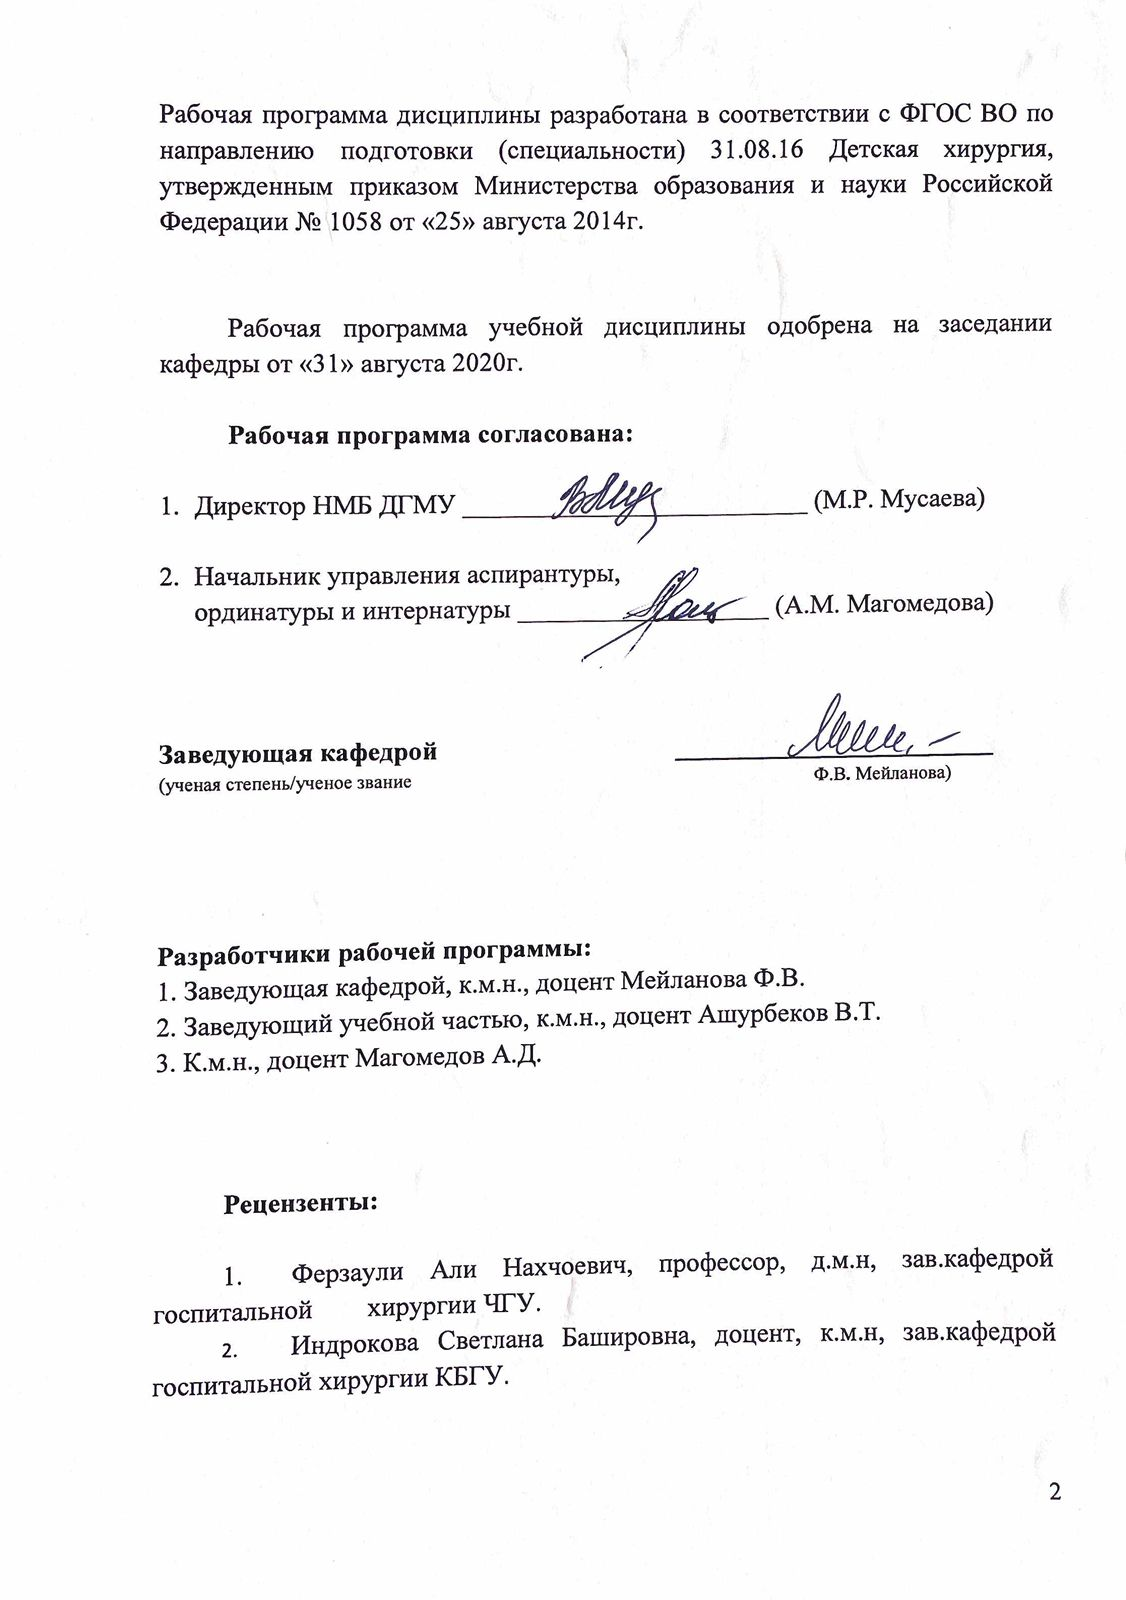 Рабочая программа дисциплины разработана в соответствии с ФГОС ВО по
направлению подготовки (специальности) 31.08.16 Детская хирургия,
утвержденным приказом Министерства образования и науки Российской
Федерации № 1058 от «25» августа 2014г.
Рабочая программа учебной дисциплины одобрена на заседании
кафедры от «31» августа 2020г.
Рабочая программа согласована:
1. Директор НМБ ДГМУ (М.Р. Мусаева)
2. Начальник управления аспирантуры,
ординатуры и интернатуры (А.М. Магомедова)
Заведующая кафедрой
(ученая степень/ученое звание Ф.В. Мейланова)
Разработчики рабочей программы:
1. Заведующая кафедрой, к.м.н., доцент Мейланова Ф.В.
2. Заведующий учебной частью, к.м.н., доцент Ашурбеков В.Т.
3. К.м.н., доцент Магомедов А.Д.
Рецензенты:
1. Ферзаули Али Нахчоевич, профессор, д.м.н, зав.кафедрой
госпитальной хирургии ЧГУ.
2. Индрокова Светлана Башировна, доцент, к.м.н, зав.кафедрой
госпитальной хирургии КБГУ.
2